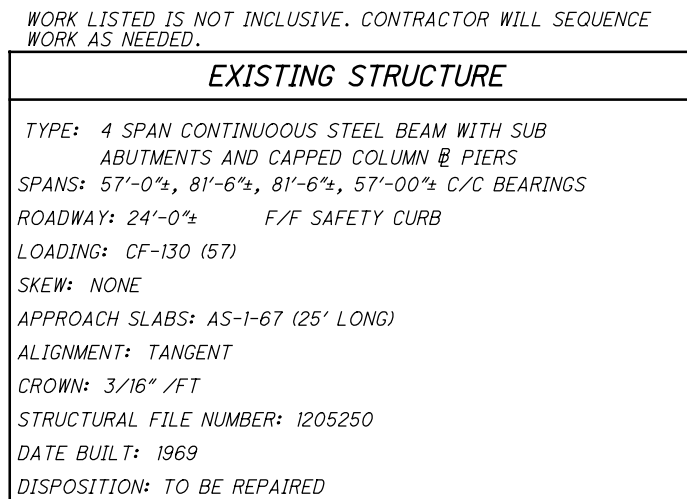 WORK LISTED IS NOT INCLUSIVE. CONTRACTOR WILL SEQUENCE
WORK AS NEEDED.
EXISTING STRUCTURE
TYPE: 4 SPAN CONTINUOOUS STEEL BEAM WITH SUB
ABUTMENTS AND CAPPED COLUMN PIERS
SPANS: 57'-0"±, 81'-6"±, 81'-6"±, 57'-00"± C/C BEARINGS
ROADWAY: 24'-0"± F/F SAFETY CURB
LOADING: CF-130 (57)
SKEW: NONE
APPROACH SLABS: AS-1-67 (25' LONG)
ALIGNMENT: TANGENT
CROWN: 3/16" /FT
STRUCTURAL FILE NUMBER: 1205250
DATE BUILT: 1969
DISPOSITION: TO BE REPAIRED